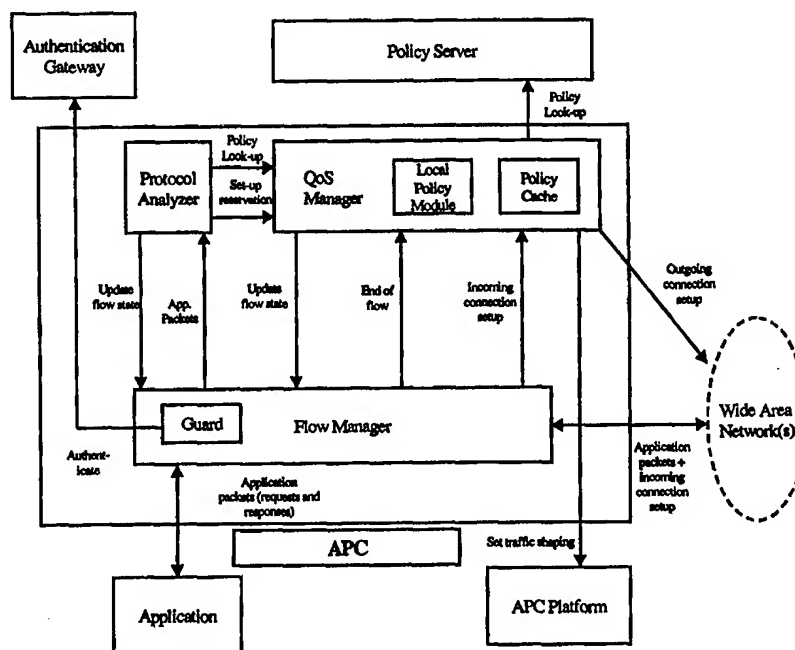 Authentication
Gateway
Policy Server
Policy
Look-up
Policy
Look-up
Set-up
reservation
Protocol
Analyzer
QoS
Manager
Local
Policy
Module
Policy
Cache
Update
flow state
App.
Packets
Update
flow state
End of
flow
Incoming
connection
setup
Outgoing
connection
setup
Guard
Flow Manager
Wide Area
Network(s)
Authent-
icate
Application
packets (requests and
responses)
Application
packets +
incoming
connection
setup
APC
Set traffic shaping
Application
APC Platform